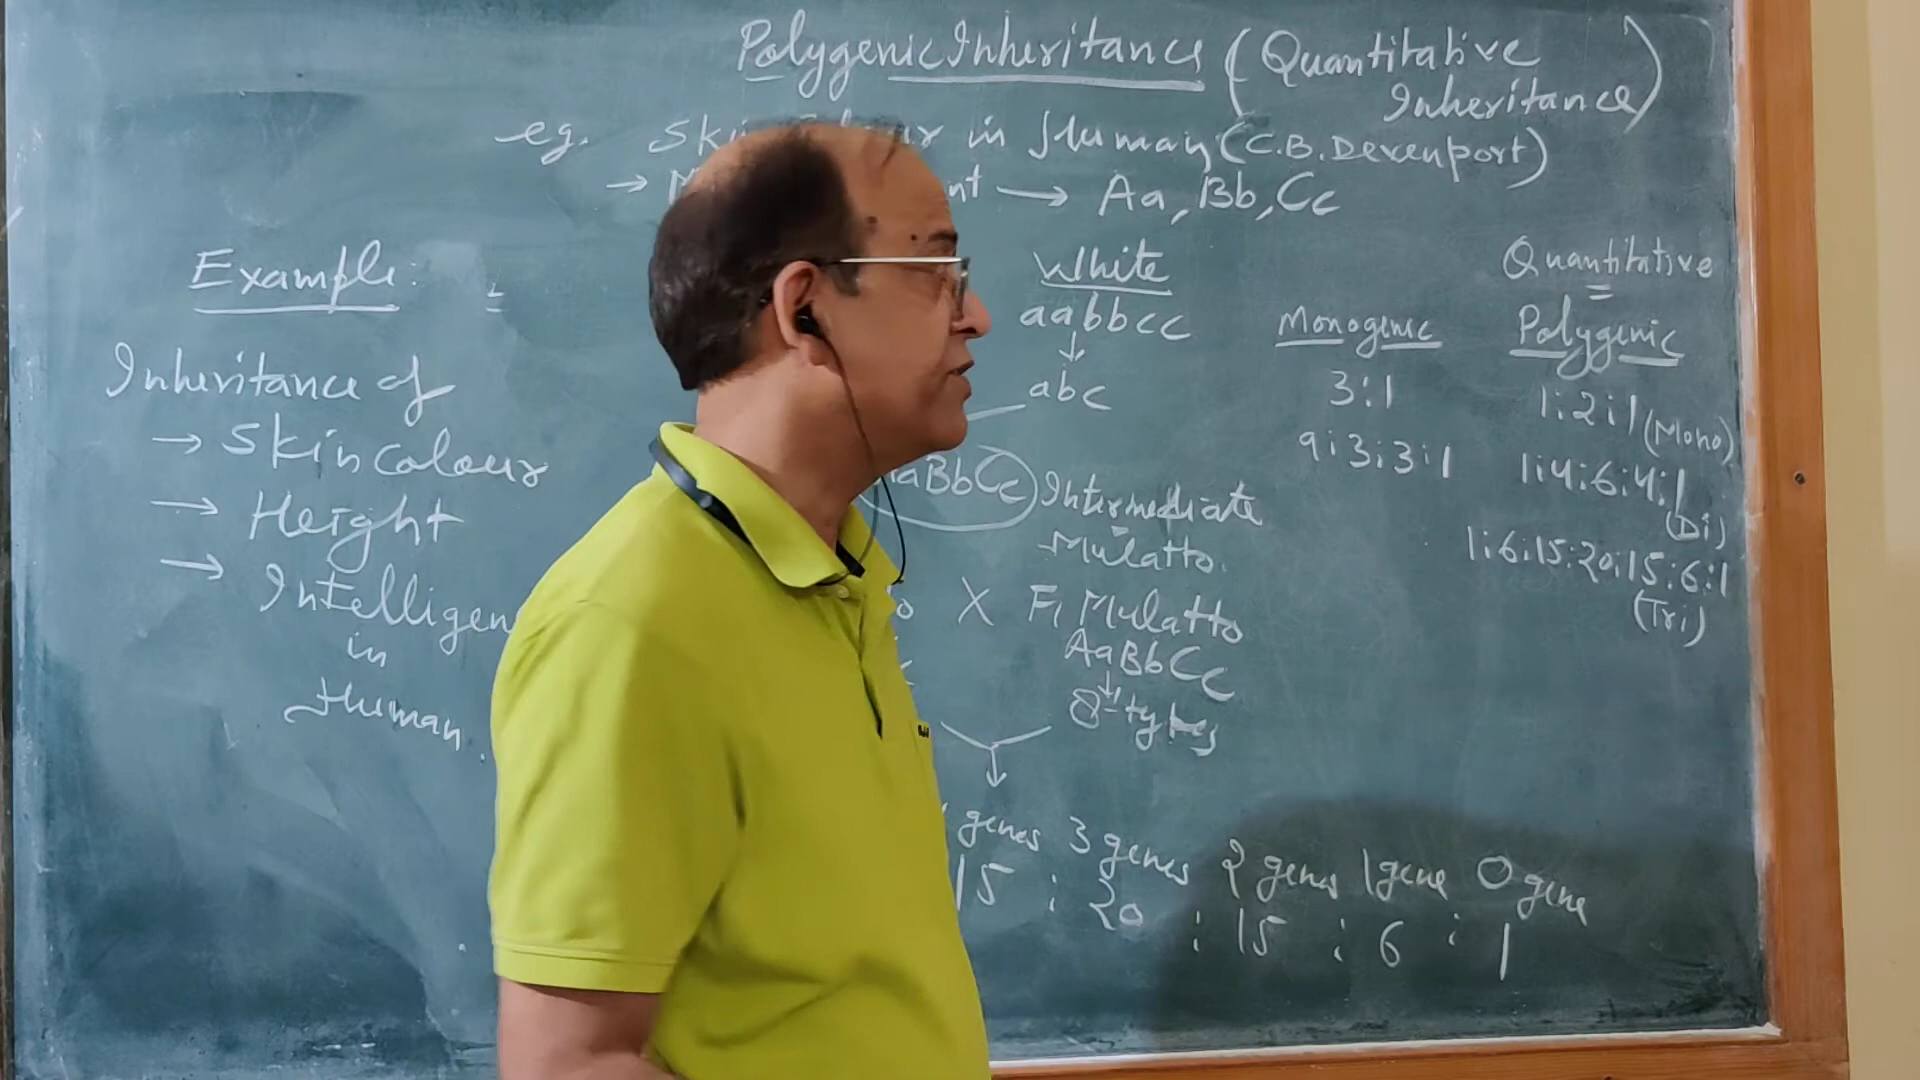 Polygenic Inheritance (Quantitative
Inheritance)
eg. Skin Colour in Human (C.B. Devenport)
→ Aa, Bb, Cc
Example:
Inheritance of
→ Skin colour
→ Height
→ Intelligen
in
Human.
White
aabbcc
↓
abc
aBbCc Intermediate
Mulatto.
X F1 Mulatto
AaBbCc
↓
8-types
genes 3 genes 2 genes 1 gene 0 gene
15 : 20 : 15 : 6 : 1
Quantitative
=
Monogenic Polygenic
3:1 1:2:1 (Mono)
9:3:3:1 1:4:6:4:1
(Di)
1:6:15:20:15:6:1
(Tri)